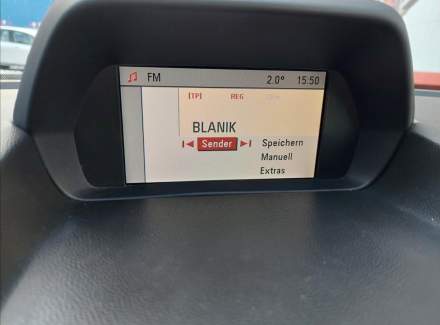 FM 2.0° 15.50
[TP] REG
BLANIK
Sender Speichern
Manuell
Extras